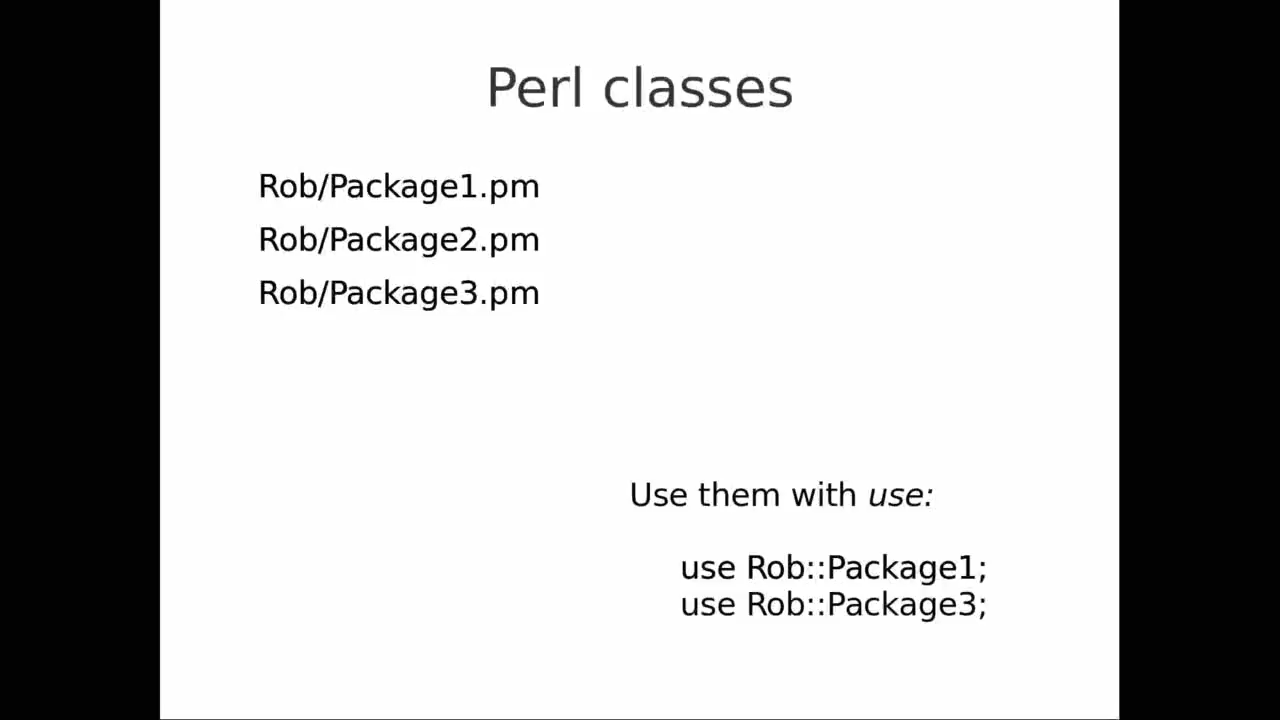 Perl classes
Rob/Package1.pm
Rob/Package2.pm
Rob/Package3.pm
Use them with use:
use Rob::Package1;
use Rob::Package3;